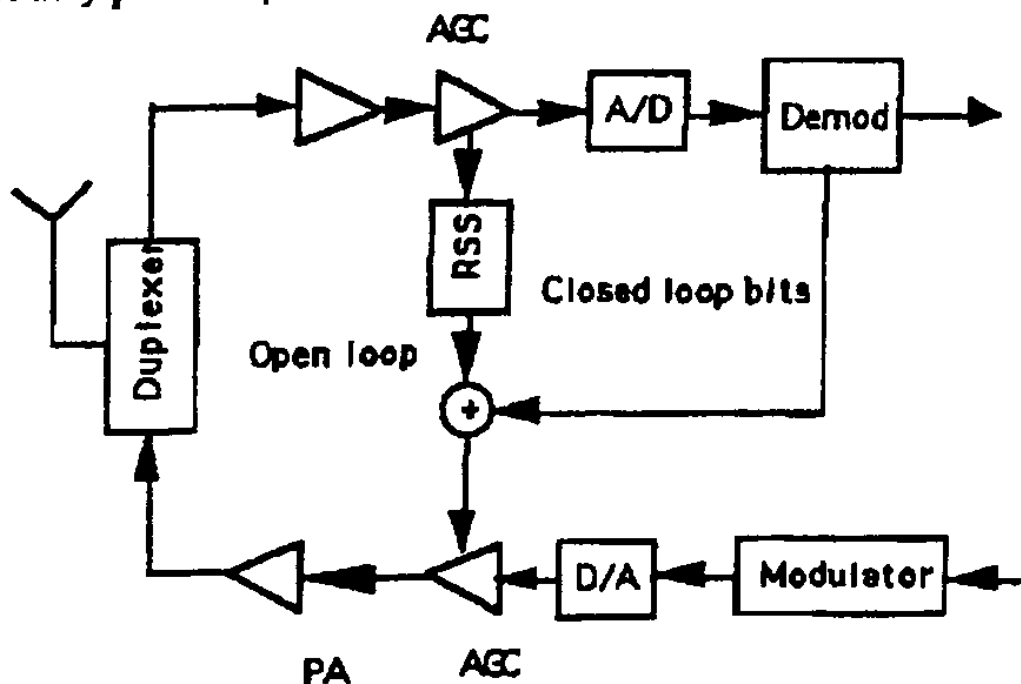 AGC
A/D
Demod
RSS
Closed loop bits
Duplexer
Open loop
+
D/A
Modulator
PA
AGC